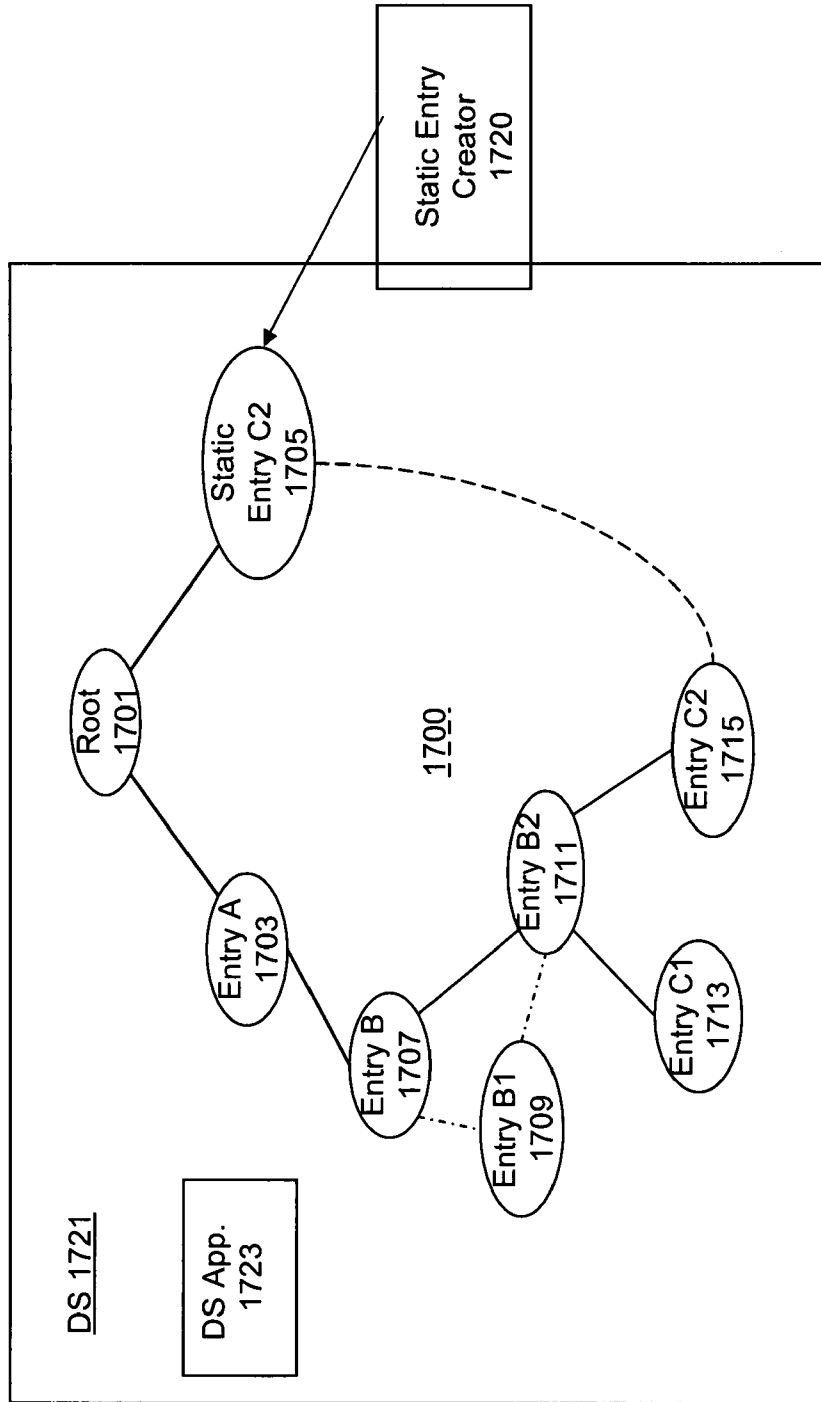 DS 1721
DS App.
1723
Root
1701
Entry A
1703
Static
Entry C2
1705
Entry B
1707
1700
Entry B1
1709
Entry B2
1711
Entry C1
1713
Entry C2
1715
Static Entry
Creator
1720